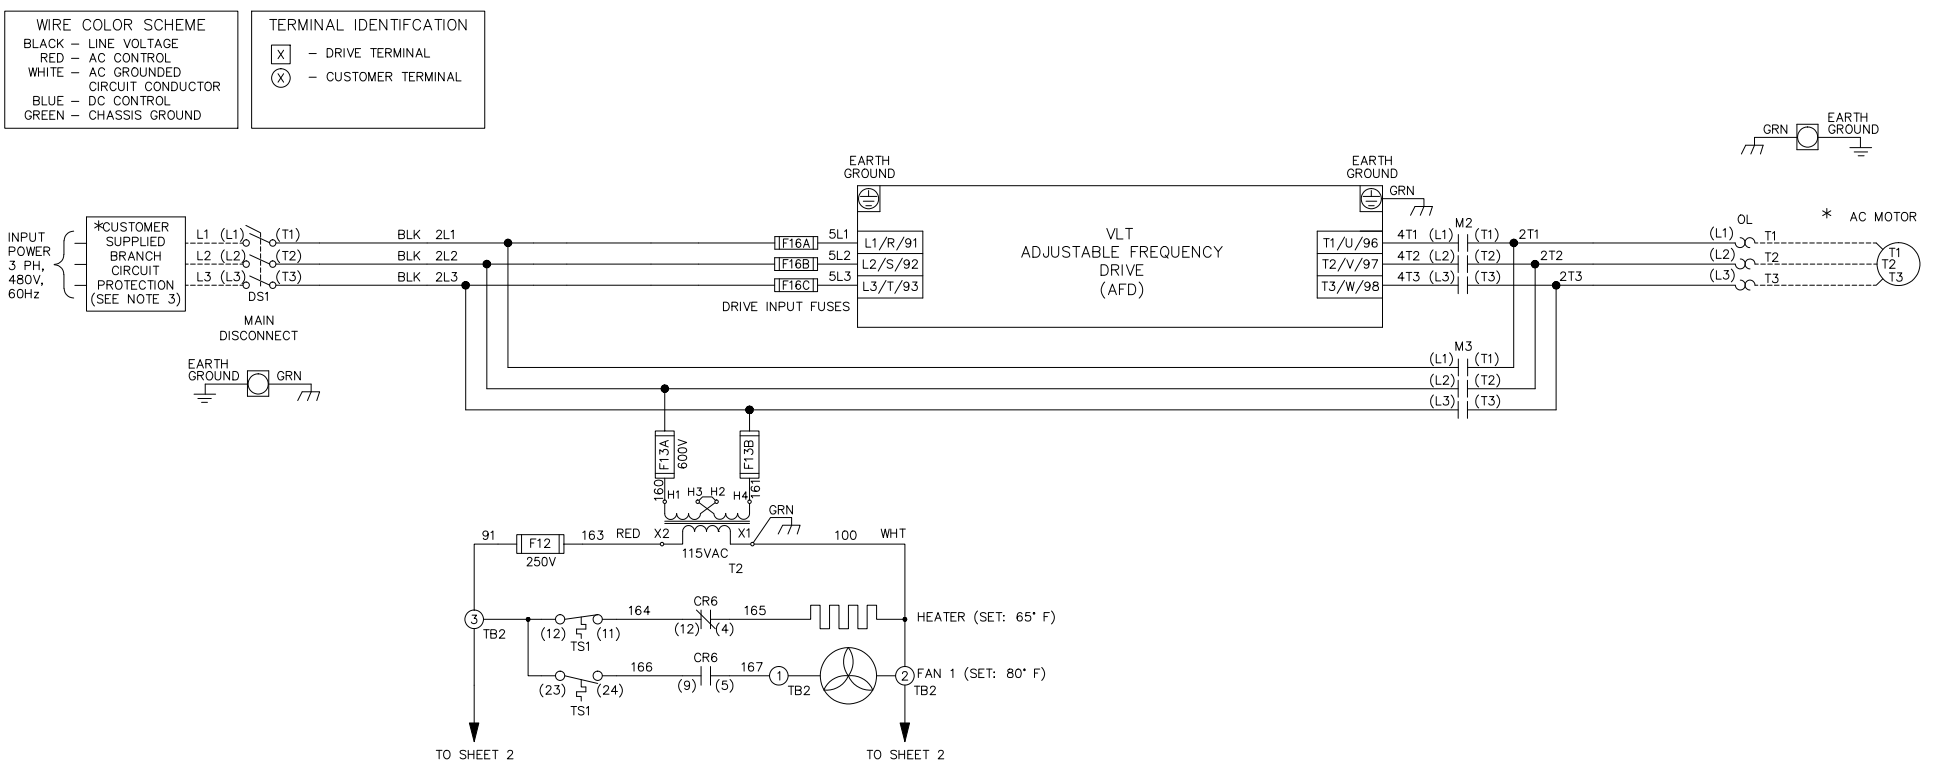 WIRE COLOR SCHEME
BLACK – LINE VOLTAGE
RED – AC CONTROL
WHITE – AC GROUNDED
CIRCUIT CONDUCTOR
BLUE – DC CONTROL
GREEN – CHASSIS GROUND
TERMINAL IDENTIFCATION
X – DRIVE TERMINAL
X – CUSTOMER TERMINAL
GRN
EARTH
GROUND
EARTH
GROUND
EARTH
GROUND
GRN
INPUT
POWER
3 PH,
480V,
60Hz
*CUSTOMER
SUPPLIED
BRANCH
CIRCUIT
PROTECTION
(SEE NOTE 3)
L1 (L1) (T1) BLK 2L1 F16A 5L1 L1/R/91
L2 (L2) (T2) BLK 2L2 F16B 5L2 L2/S/92
L3 (L3) (T3) BLK 2L3 F16C 5L3 L3/T/93
DS1
MAIN
DISCONNECT
DRIVE INPUT FUSES
VLT
ADJUSTABLE FREQUENCY
DRIVE
(AFD)
M2
T1/U/96 4T1 (L1) (T1) 2T1
T2/V/97 4T2 (L2) (T2) 2T2
T3/W/98 4T3 (L3) (T3) 2T3
OL
(L1) T1
(L2) T2
(L3) T3
* AC MOTOR
T1
T2
T3
EARTH
GROUND
GRN
M3
(L1) (T1)
(L2) (T2)
(L3) (T3)
F13A
600V
F13B
160
H1 H3 H2 H4
161
GRN
91 F12 163 RED X2 X1 100 WHT
250V
115VAC
T2
3
TB2
(12) (11) 164 CR6 165
(12) (4)
TS1
HEATER (SET: 65° F)
(23) (24) 166 CR6 167 1
(9) (5)
TS1
TB2
2 FAN 1 (SET: 80° F)
TB2
TO SHEET 2
TO SHEET 2